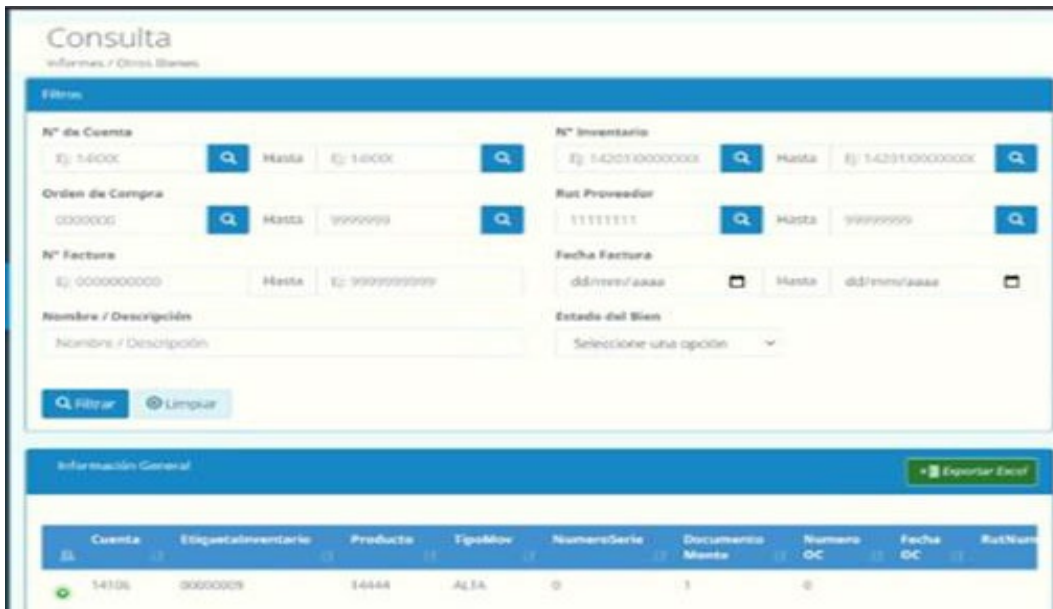 Consulta
Informes / Otros Bienes
Filtros
N° de Cuenta
N° Inventario
Ej: 14XXX
Hasta
Ej: 14XXX
Hasta
Orden de Compra
Rut Proveedor
0000000
Hasta
9999999
11111111
Hasta
99999999
N° Factura
Fecha Factura
Ej: 0000000000
Hasta
Ej: 9999999999
dd/mm/aaaa
Hasta
dd/mm/aaaa
Nombre / Descripción
Estado del Bien
Nombre / Descripción
Seleccione una opción
Filtrar
Limpiar
Información General
Exportar Excel
Cuenta
EtiquetaInventario
Producto
TipoMov
NumeroSerie
Documento Monto
Numero OC
Fecha OC
RutNum
14106
00000009
14444
ALTA
0
1
0